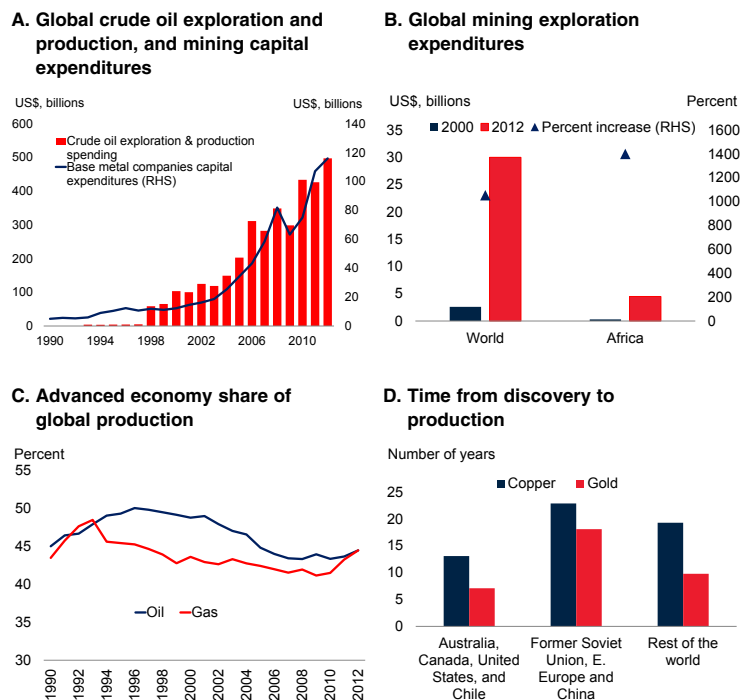 A. Global crude oil exploration and
production, and mining capital
expenditures
US$, billions
US$, billions
600
500
400
300
200
100
0
140
120
100
80
60
40
20
0
Crude oil exploration & production
spending
Base metal companies capital
expenditures (RHS)
1990 1994 1998 2002 2006 2010
B. Global mining exploration
expenditures
US$, billions
Percent
2000 2012 Percent increase (RHS)
35
30
25
20
15
10
5
0
1600
1400
1200
1000
800
600
400
200
0
World Africa
C. Advanced economy share of
global production
Percent
55
50
45
40
35
30
Oil Gas
1990 1992 1994 1996 1998 2000 2002 2004 2006 2008 2010 2012
D. Time from discovery to
production
Number of years
Copper Gold
25
20
15
10
5
0
Australia,
Canada, United
States, and
Chile
Former Soviet
Union, E.
Europe and
China
Rest of the
world